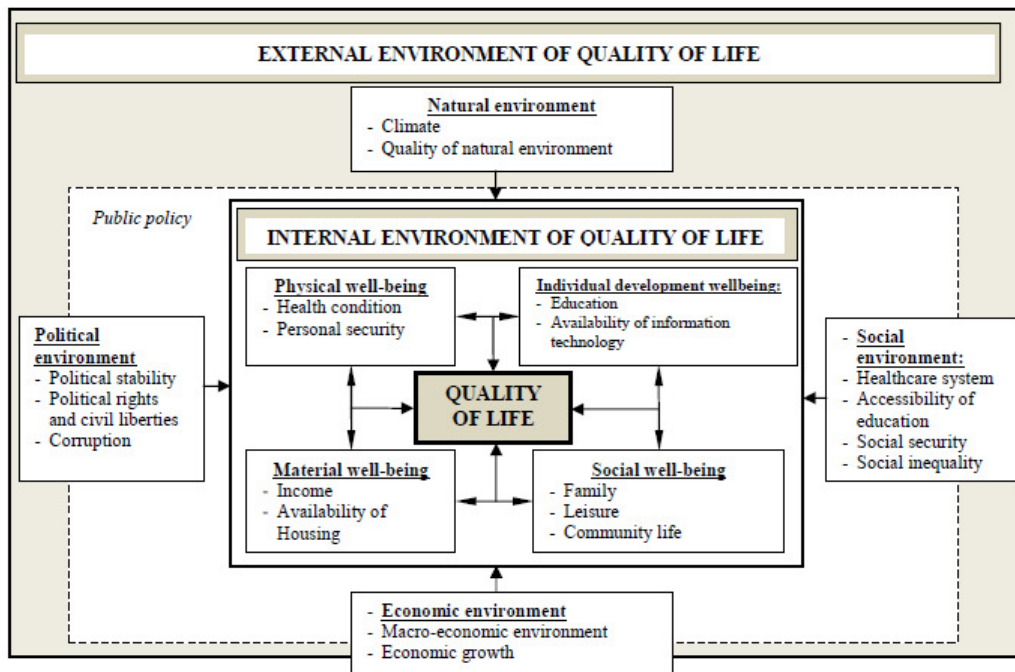 EXTERNAL ENVIRONMENT OF QUALITY OF LIFE
Natural environment
- Climate
- Quality of natural environment
Public policy
INTERNAL ENVIRONMENT OF QUALITY OF LIFE
Physical well-being
- Health condition
- Personal security
Individual development wellbeing:
- Education
- Availability of information
technology
Political
environment
- Political stability
- Political rights
and civil liberties
- Corruption
QUALITY
OF LIFE
- Social
environment:
- Healthcare system
- Accessibility of
education
- Social security
- Social inequality
Material well-being
- Income
- Availability of
Housing
Social well-being
- Family
- Leisure
- Community life
- Economic environment
- Macro-economic environment
- Economic growth